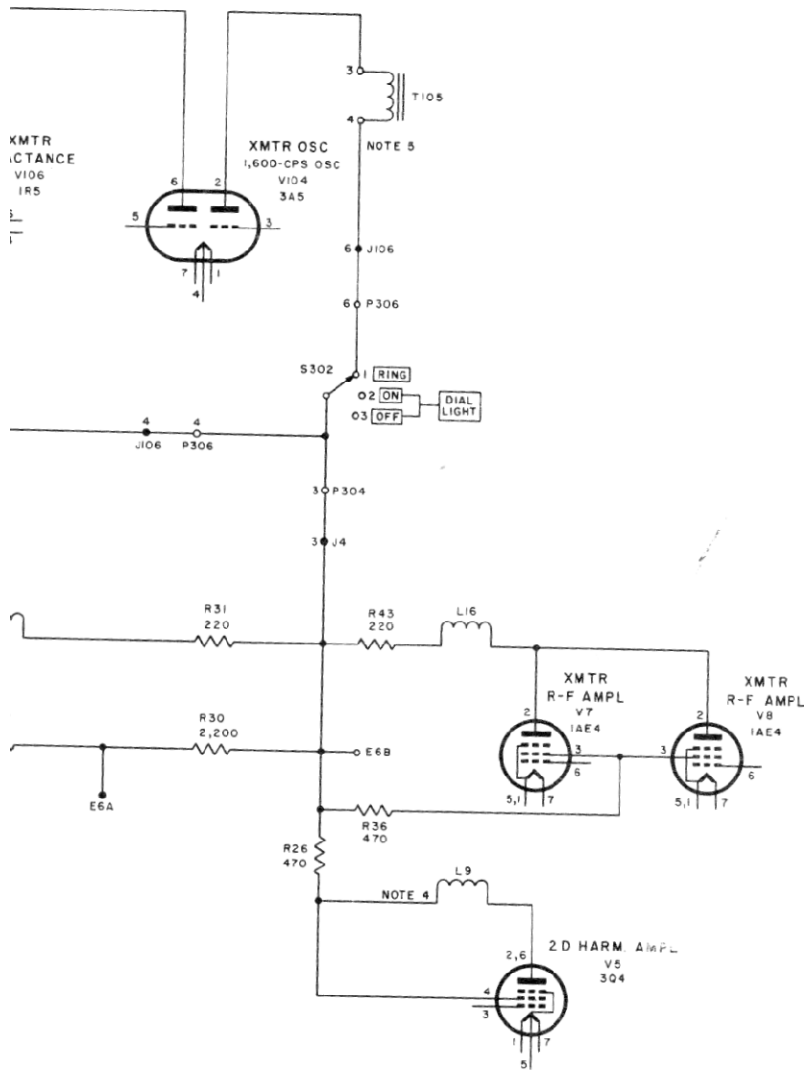 3
T105
4
NOTE 5
XMTR
ACTANCE
V106
1R5
XMTR OSC
1,600-CPS OSC
V104
3A5
6 2
5 3
7 1
4
6 J106
6 P306
S302
1 RING
2 ON
3 OFF
DIAL
LIGHT
4 4
J106 P306
3 P304
3 J4
R31
220
R43
220
L16
XMTR
R-F AMPL
V7
1AE4
XMTR
R-F AMPL
V8
1AE4
2 2
3 3
6 6
5,1 7
5,1 7
R30
2,200
E6B
E6A
R36
470
R26
470
NOTE 4
L9
2D HARM. AMPL
V5
3Q4
2,6
4
3
1 7
5